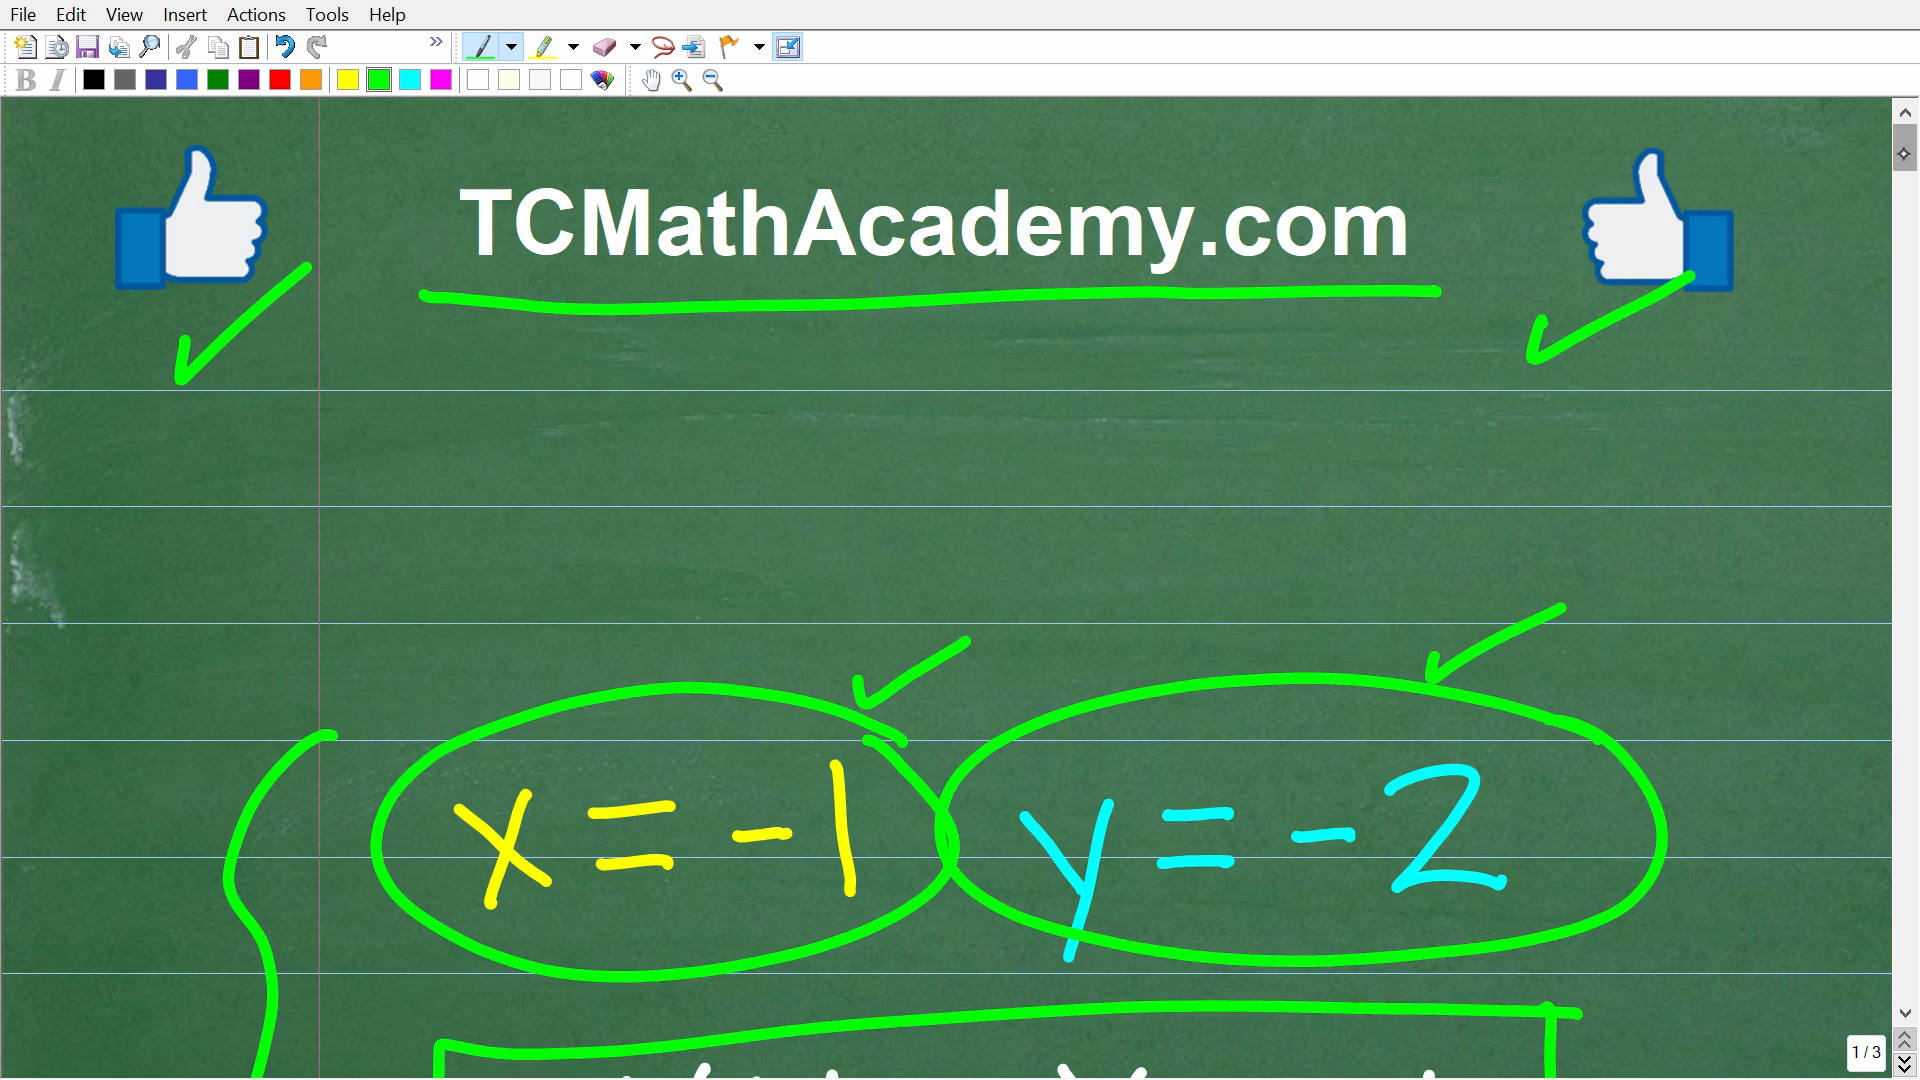 File Edit View Insert Actions Tools Help
B I
TCMathAcademy.com
x = -1 y = -2
1 / 3